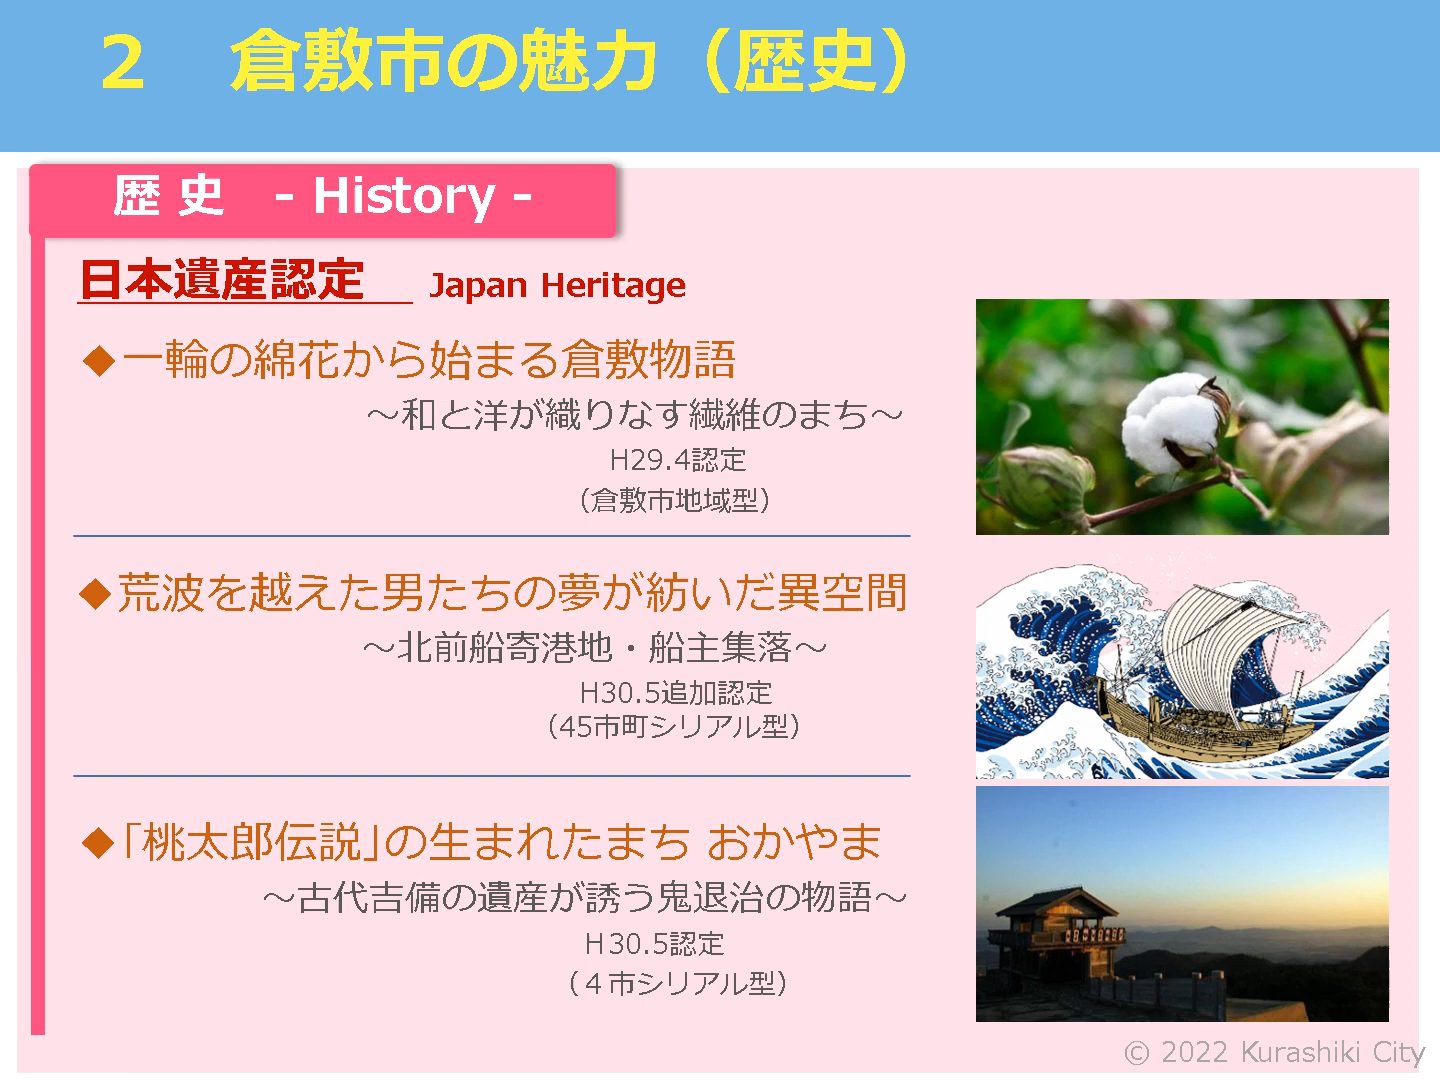 ２　倉敷市の魅力（歴史）
歴 史　- History -
日本遺産認定　Japan Heritage
◆一輪の綿花から始まる倉敷物語
～和と洋が織りなす繊維のまち～
H29.4認定
（倉敷市地域型）
◆荒波を越えた男たちの夢が紡いだ異空間
～北前船寄港地・船主集落～
H30.5追加認定
（45市町シリアル型）
◆｢桃太郎伝説｣の生まれたまち おかやま
～古代吉備の遺産が誘う鬼退治の物語～
Ｈ30.5認定
（４市シリアル型）
© 2022 Kurashiki City